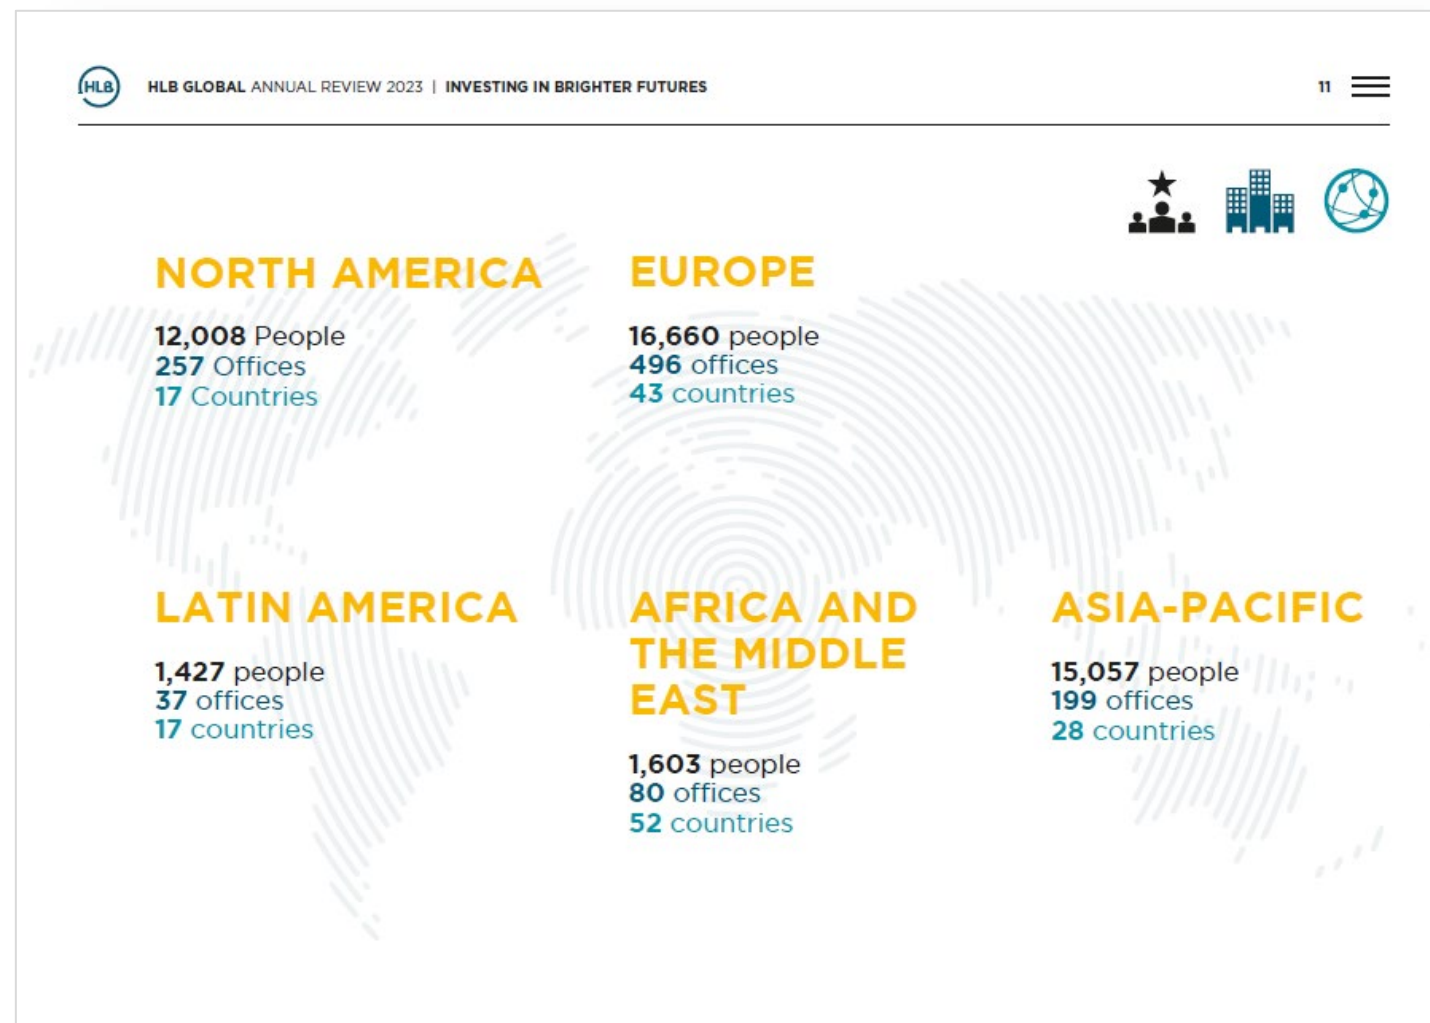 HLB
HLB GLOBAL ANNUAL REVIEW 2023 | INVESTING IN BRIGHTER FUTURES
11
NORTH AMERICA
12,008 People
257 Offices
17 Countries
EUROPE
16,660 people
496 offices
43 countries
LATIN AMERICA
1,427 people
37 offices
17 countries
AFRICA AND
THE MIDDLE
EAST
1,603 people
80 offices
52 countries
ASIA-PACIFIC
15,057 people
199 offices
28 countries